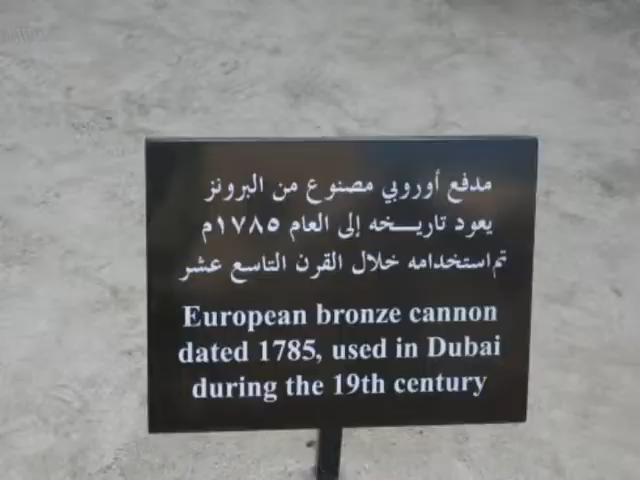 مدفع أوروبي مصنوع من البرونز
يعود تاريخه إلى العام ١٧٨٥م
تم استخدامه خلال القرن التاسع عشر
European bronze cannon
dated 1785, used in Dubai
during the 19th century